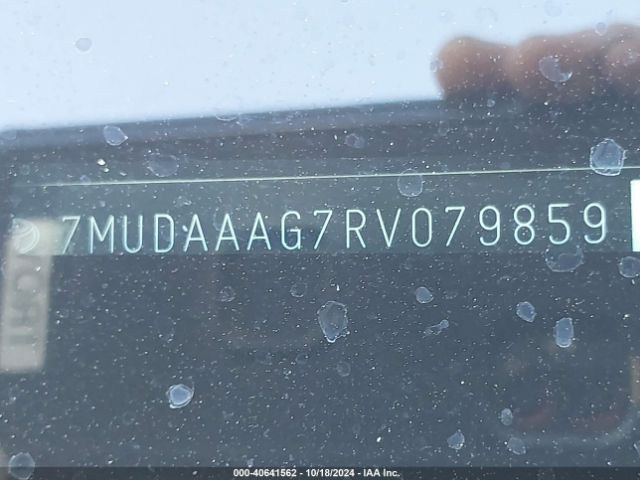 7MUDAAAG7RV079859
000-40641562 - 10/18/2024 - IAA Inc.